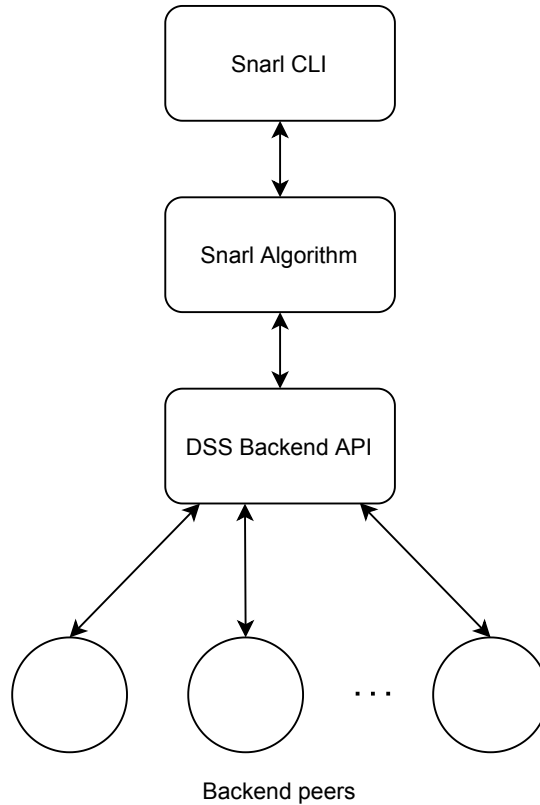 Snarl CLI
Snarl Algorithm
DSS Backend API
. . .
Backend peers